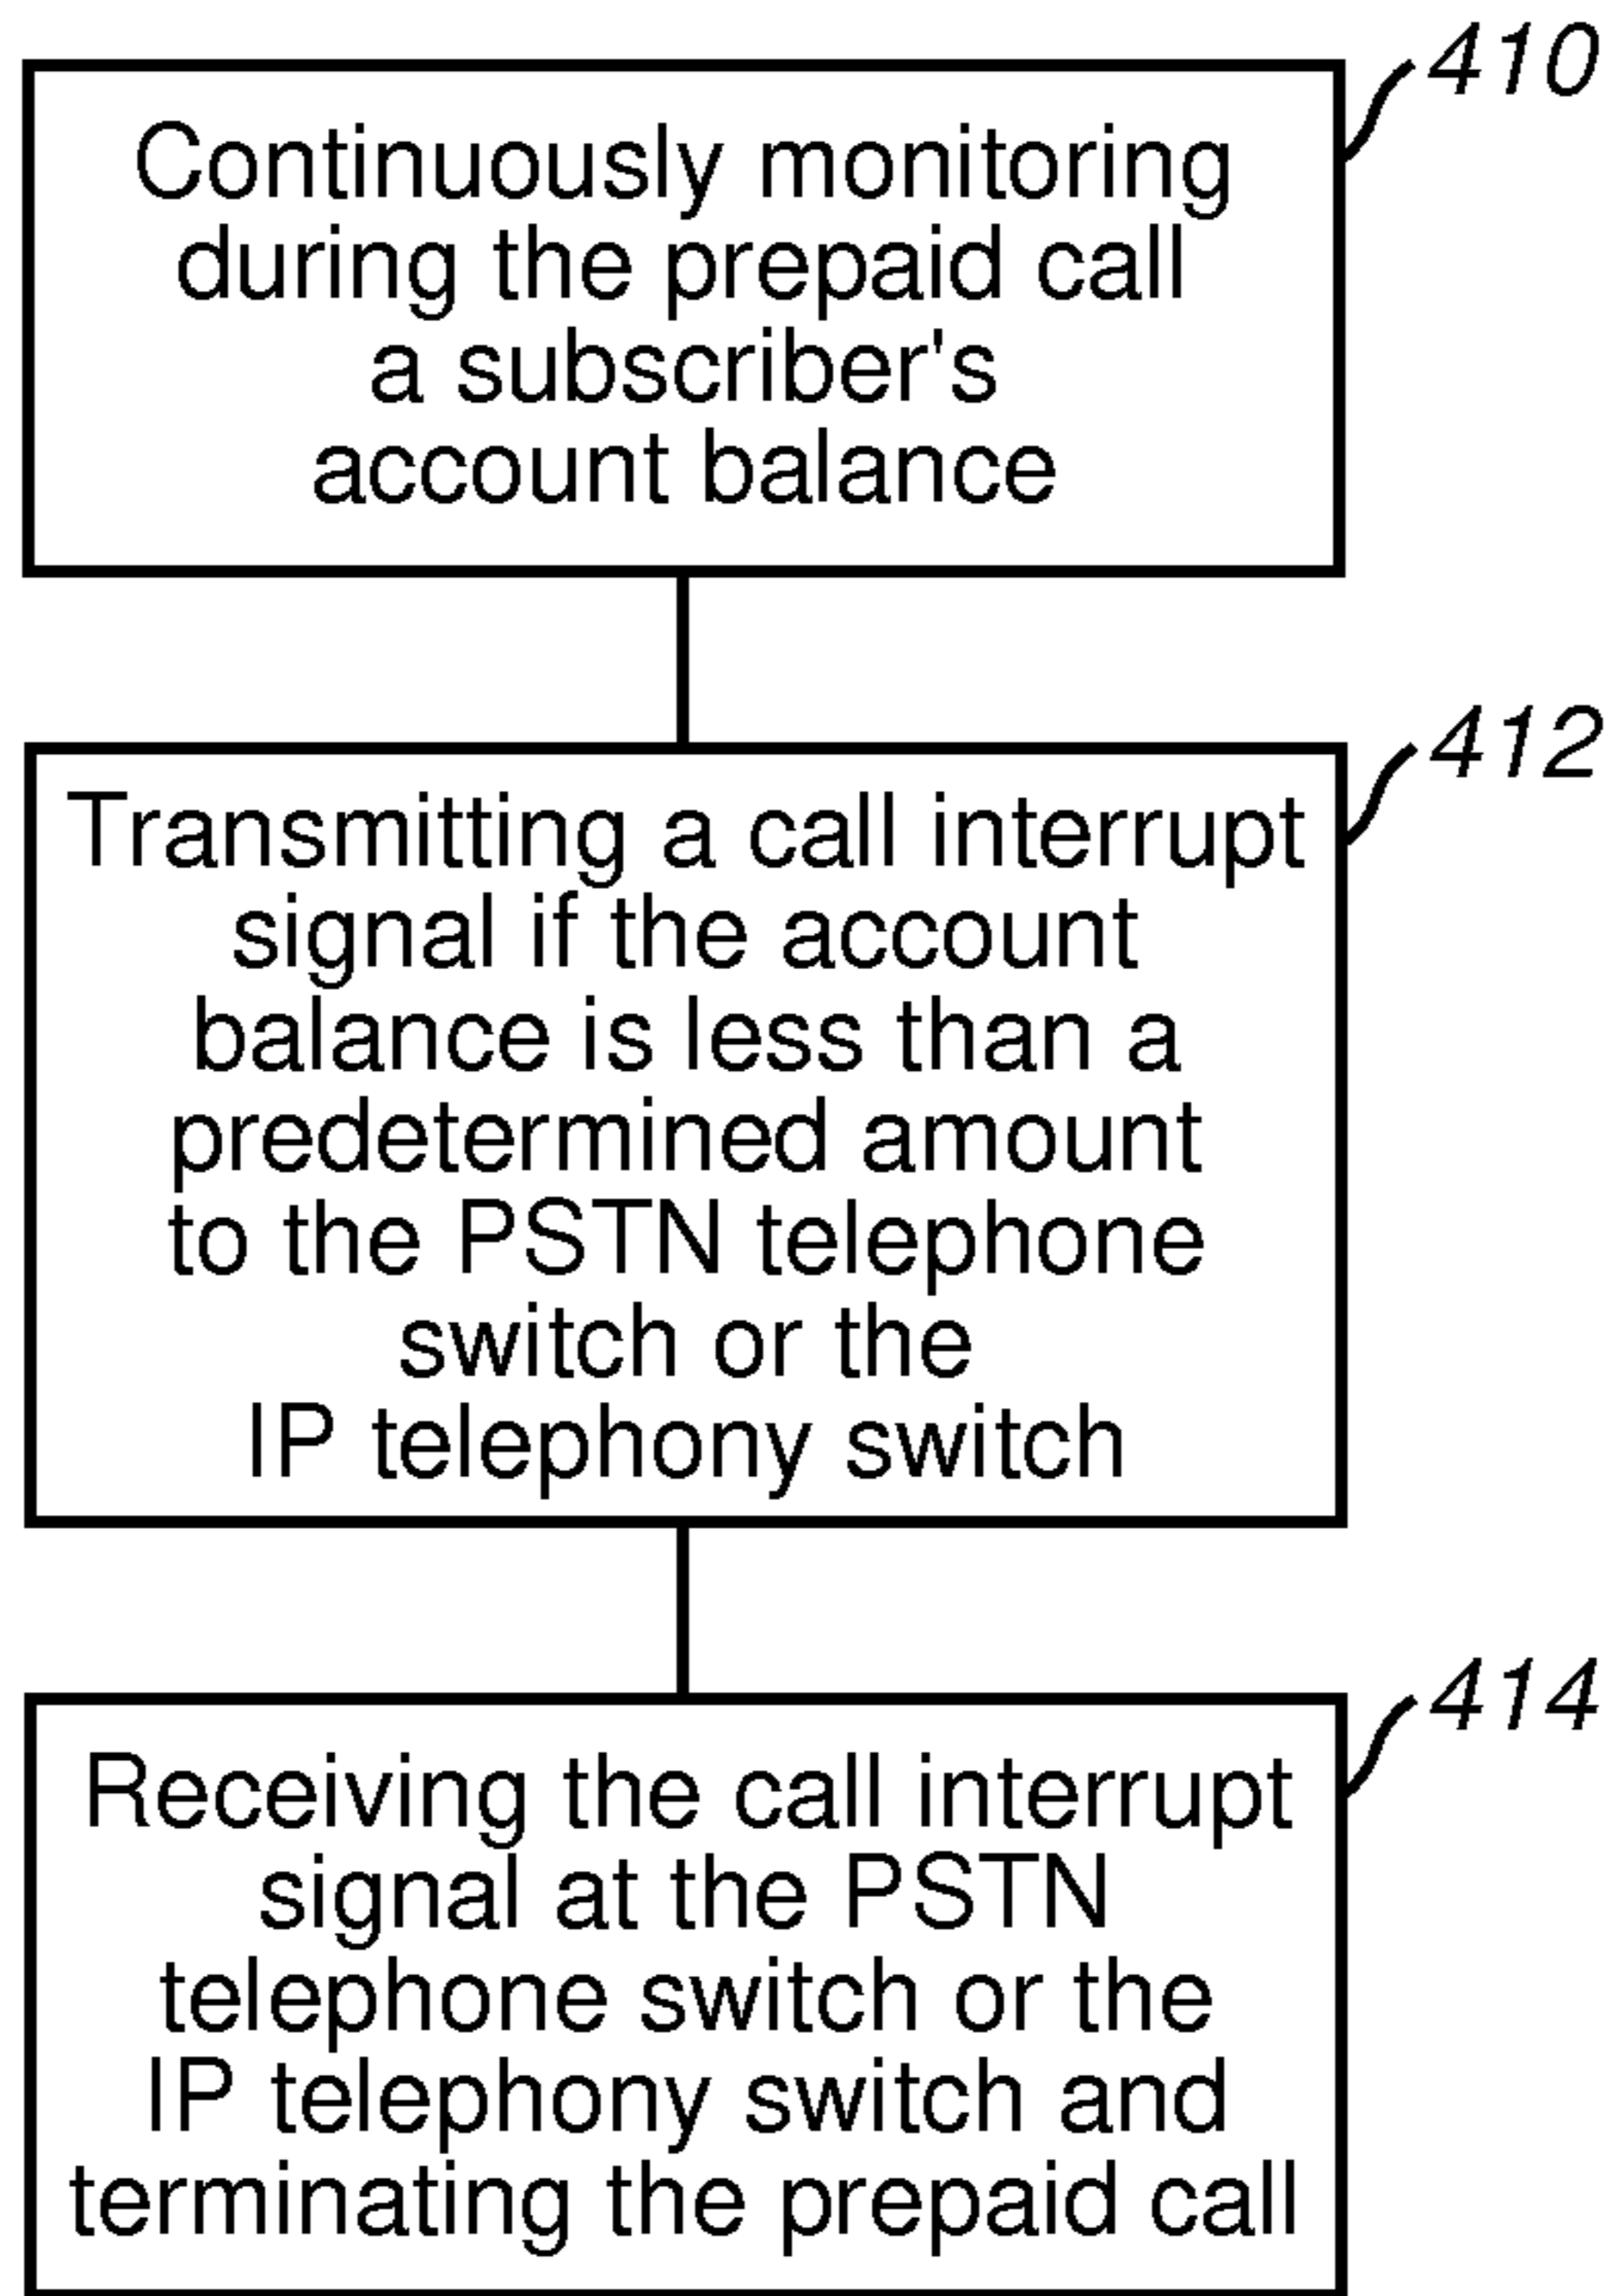 410
Continuously monitoring
during the prepaid call
a subscriber's
account balance
412
Transmitting a call interrupt
signal if the account
balance is less than a
predetermined amount
to the PSTN telephone
switch or the
IP telephony switch
414
Receiving the call interrupt
signal at the PSTN
telephone switch or the
IP telephony switch and
terminating the prepaid call